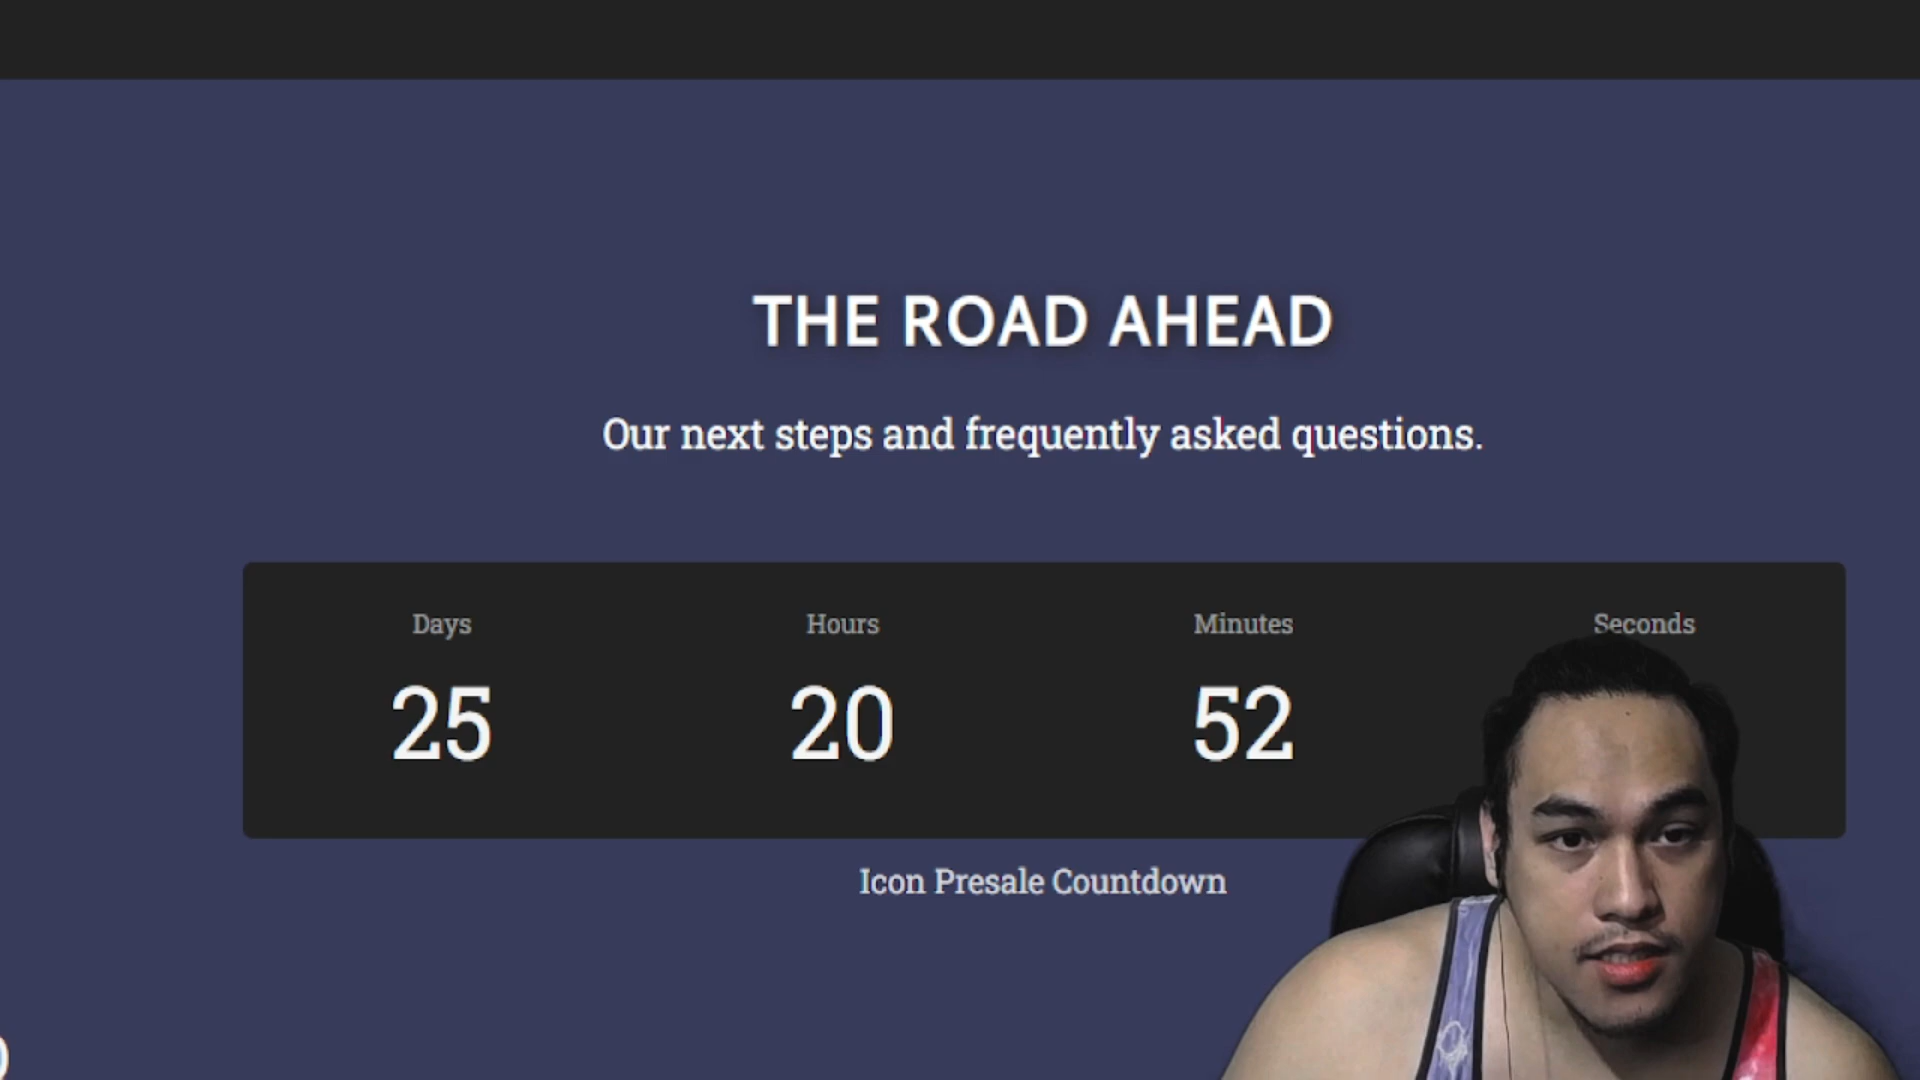 THE ROAD AHEAD
Our next steps and frequently asked questions.
Days Hours Minutes Seconds
25 20 52
Icon Presale Countdown